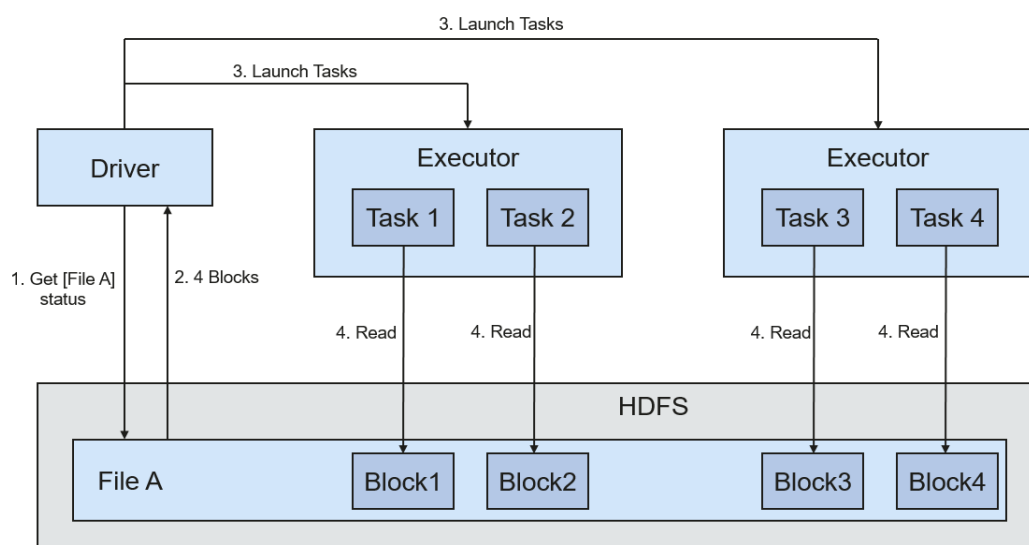 3. Launch Tasks
3. Launch Tasks
Driver
Executor
Executor
Task 1
Task 2
Task 3
Task 4
1. Get [File A]
status
2. 4 Blocks
4. Read
4. Read
4. Read
4. Read
HDFS
File A
Block1
Block2
Block3
Block4